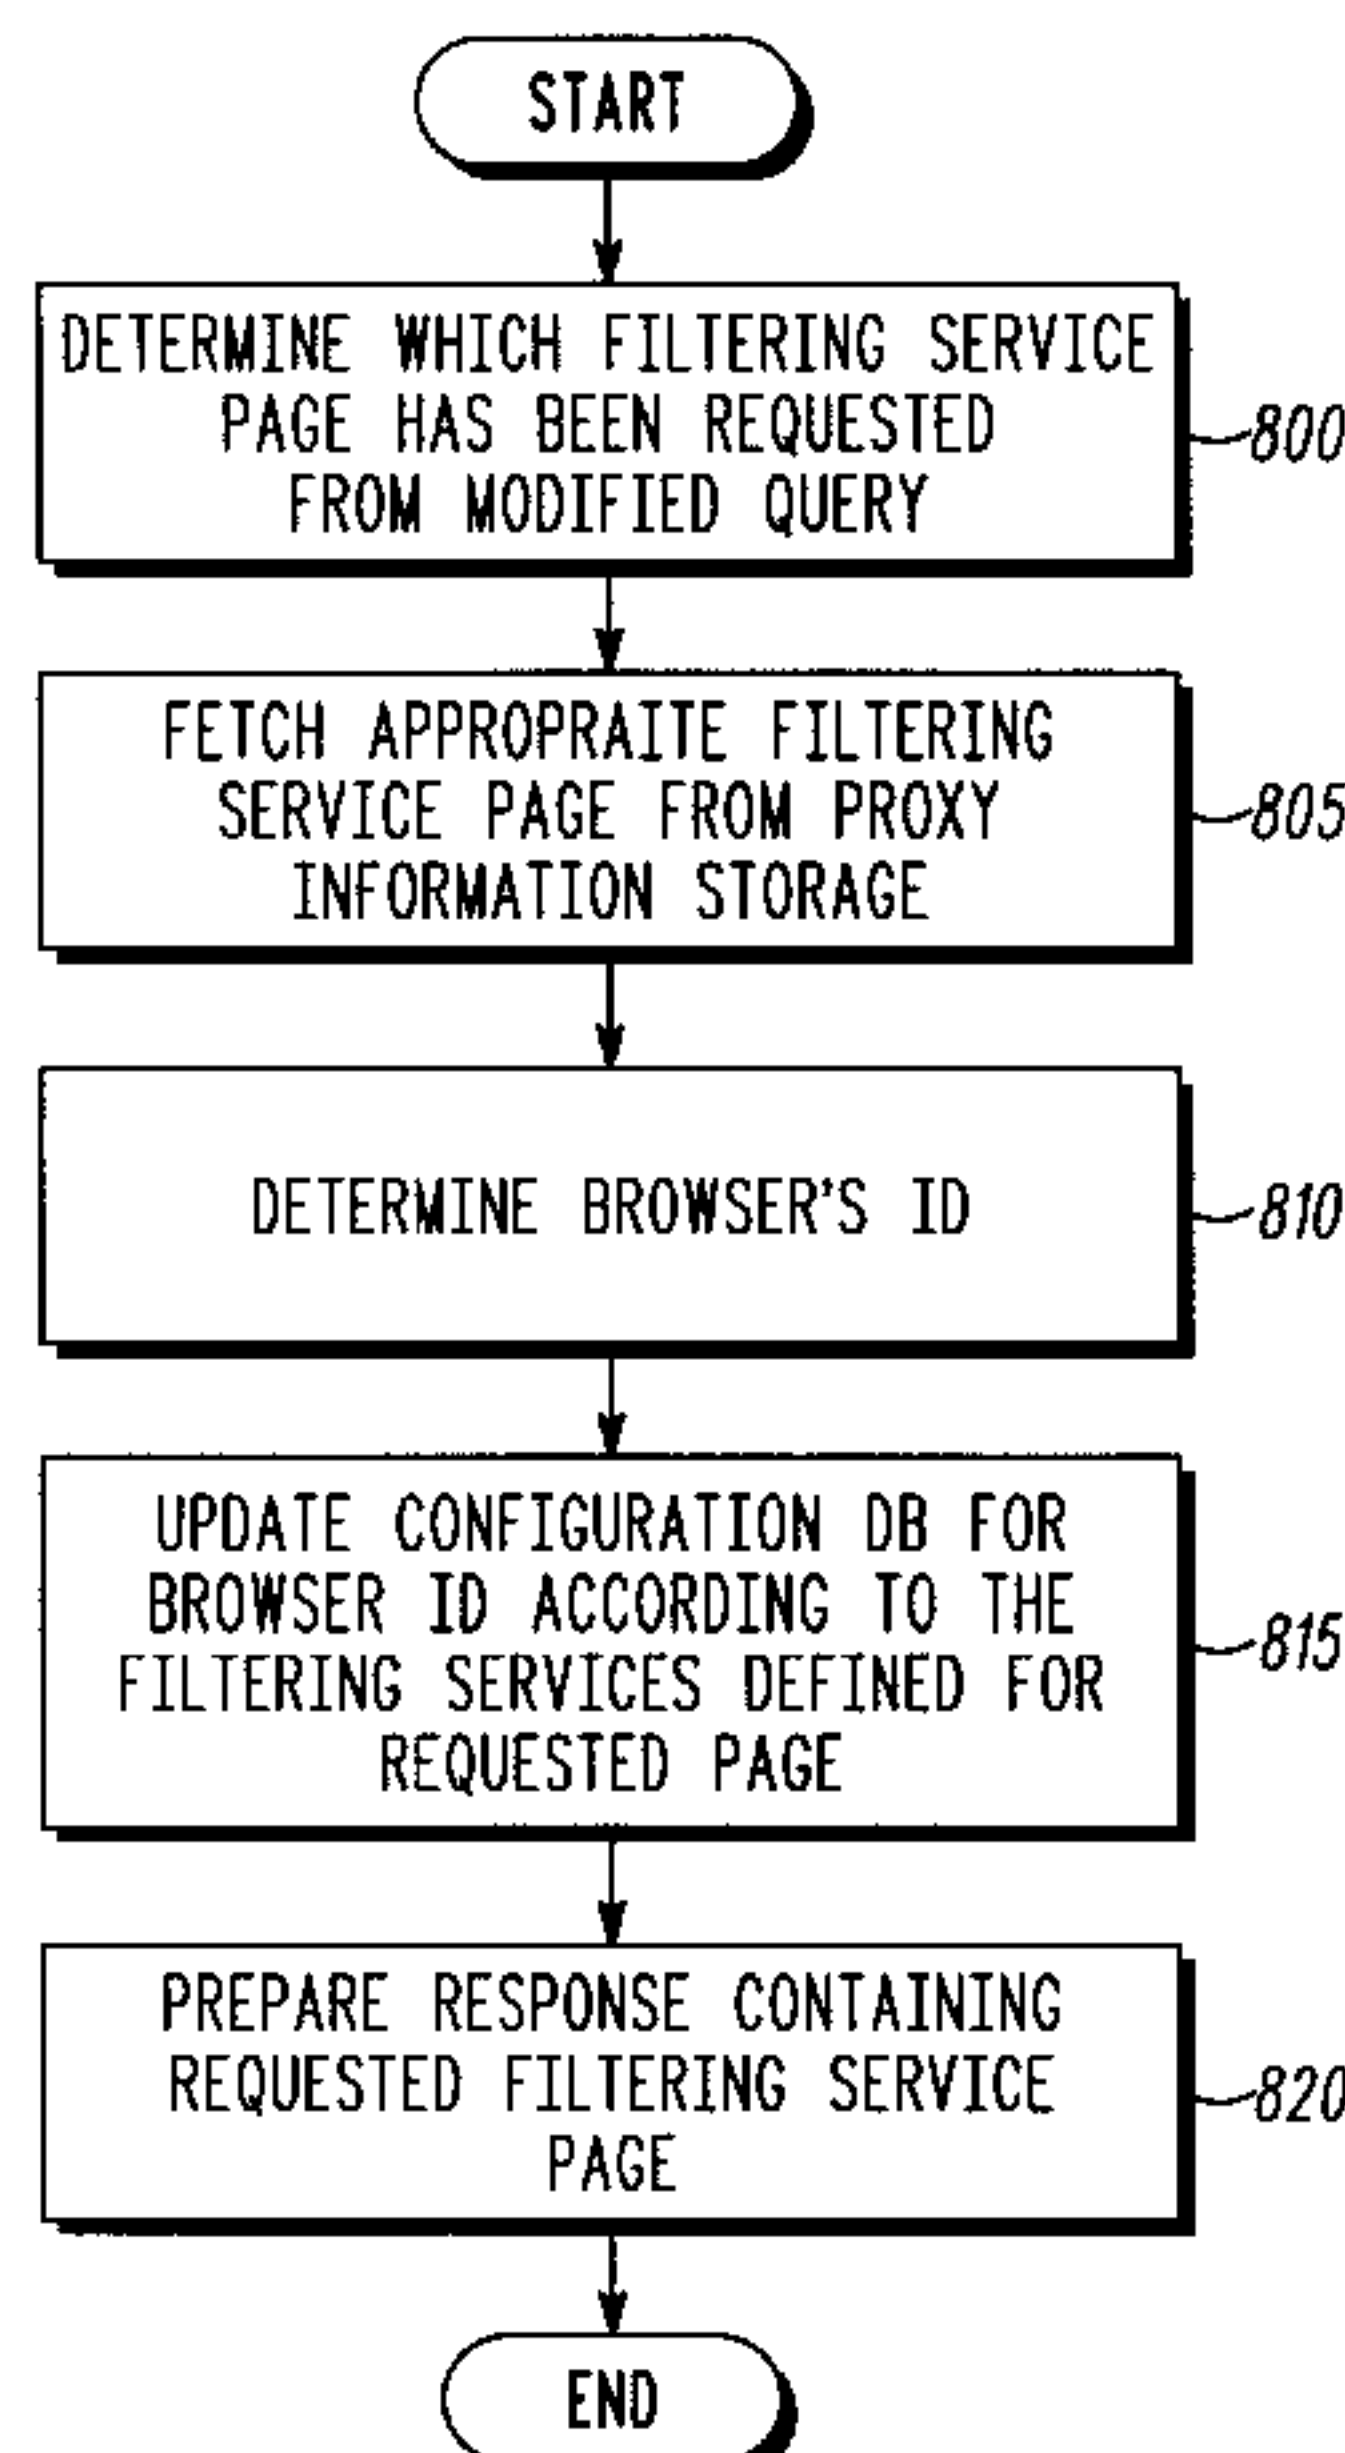 START
DETERMINE WHICH FILTERING SERVICE
PAGE HAS BEEN REQUESTED
FROM MODIFIED QUERY
800
FETCH APPROPRAITE FILTERING
SERVICE PAGE FROM PROXY
INFORMATION STORAGE
805
DETERMINE BROWSER'S ID
810
UPDATE CONFIGURATION DB FOR
BROWSER ID ACCORDING TO THE
FILTERING SERVICES DEFINED FOR
REQUESTED PAGE
815
PREPARE RESPONSE CONTAINING
REQUESTED FILTERING SERVICE
PAGE
820
END